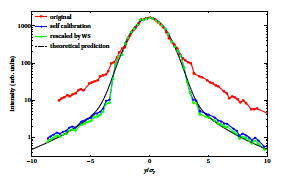 original
self calibration
rescaled by WS
theoretical prediction
1000
100
10
1
Intensity (arb. units)
-10
-5
0
5
10
y/σy